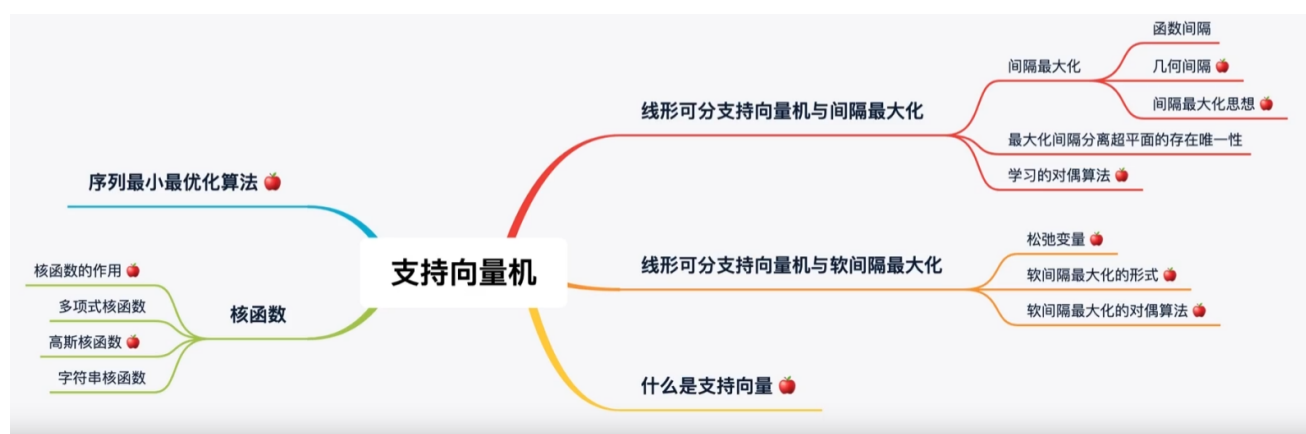 支持向量机
线形可分支持向量机与间隔最大化
间隔最大化
函数间隔
几何间隔
间隔最大化思想
最大化间隔分离超平面的存在唯一性
学习的对偶算法
线形可分支持向量机与软间隔最大化
松弛变量
软间隔最大化的形式
软间隔最大化的对偶算法
什么是支持向量
核函数
核函数的作用
多项式核函数
高斯核函数
字符串核函数
序列最小最优化算法